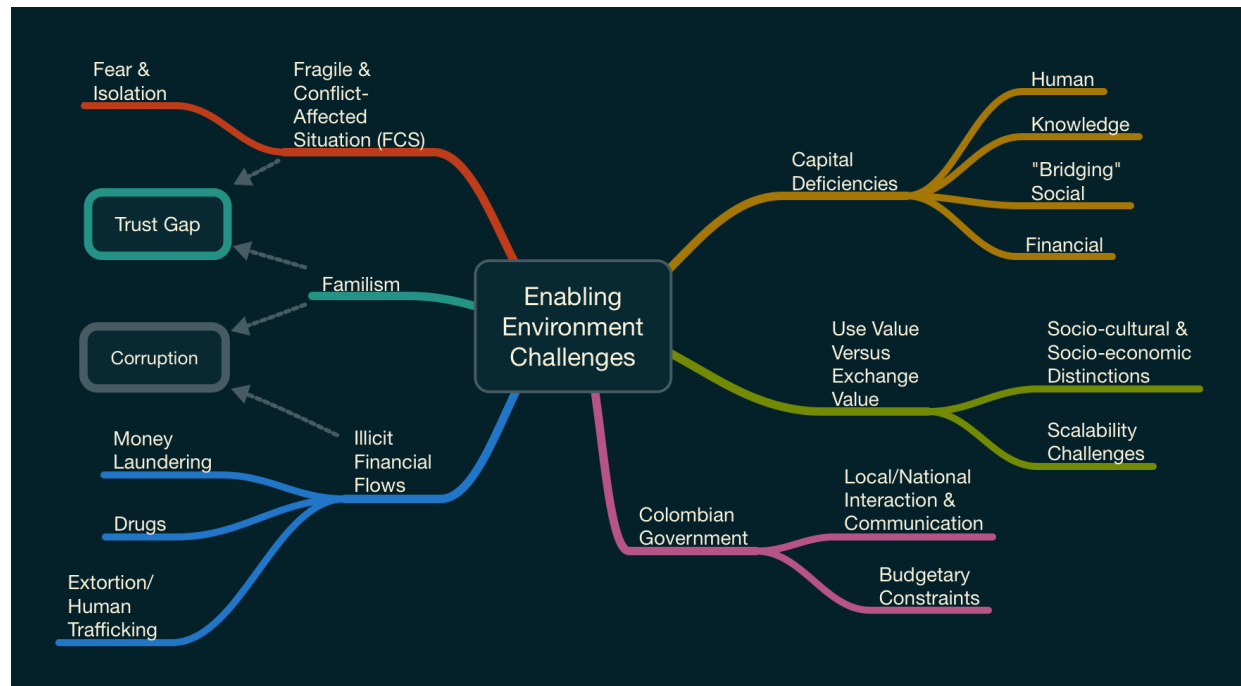 Fear &
Isolation
Fragile &
Conflict-
Affected
Situation (FCS)
Trust Gap
Familism
Corruption
Illicit
Financial
Flows
Money
Laundering
Drugs
Extortion/
Human
Trafficking
Enabling
Environment
Challenges
Capital
Deficiencies
Human
Knowledge
"Bridging"
Social
Financial
Use Value
Versus
Exchange
Value
Socio-cultural &
Socio-economic
Distinctions
Scalability
Challenges
Colombian
Government
Local/National
Interaction &
Communication
Budgetary
Constraints